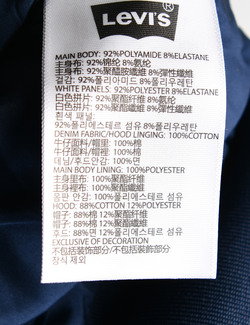 Levi's
MAIN BODY: 92%POLYAMIDE 8%ELASTANE
主身布: 92%锦纶 8%氨纶
主身布: 92%聚醯胺纖維 8%彈性纖維
겉감: 92%폴리아미드 8%폴리우레탄
WHITE PANELS: 92%POLYESTER 8%ELASTANE
白色拼片: 92%聚酯纤维 8%氨纶
白色拼片: 92%聚酯纖維 8%彈性纖維
흰색 패널:
92%폴리에스테르 섬유 8%폴리우레탄
DENIM FABRIC/HOOD LINGING: 100%COTTON
牛仔面料/帽里: 100%棉
牛仔面料/帽裡: 100%棉
데님/후드안감: 100%면
MAIN BODY LINING: 100%POLYESTER
主身里布: 100%聚酯纤维
主身裡布: 100%聚酯纖維
몸판 안감: 100%폴리에스테르 섬유
HOOD: 88%COTTON 12%POLYESTER
帽子: 88%棉 12%聚酯纤维
帽子: 88%棉 12%聚酯纖維
후드: 88%면 12%폴리에스테르 섬유
EXCLUSIVE OF DECORATION
不包括装饰部分/不包括裝飾部分
장식 제외